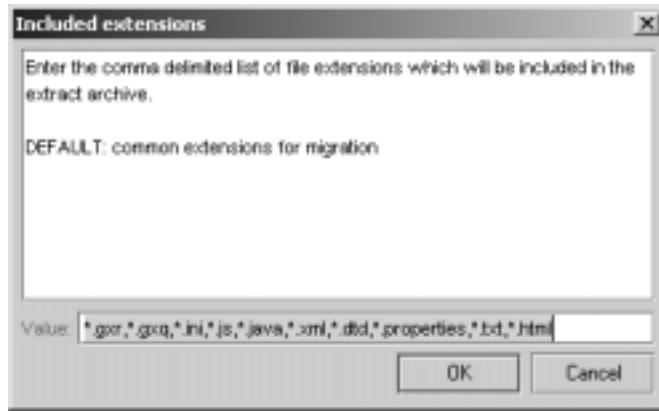 Included extensions
Enter the comma delimited list of file extensions which will be included in the
extract archive.
DEFAULT: common extensions for migration
Value: *.gxr,*.gxq,*.ini,*.js,*.java,*.xml,*.dtd,*.properties,*.txt,*.html
OK Cancel